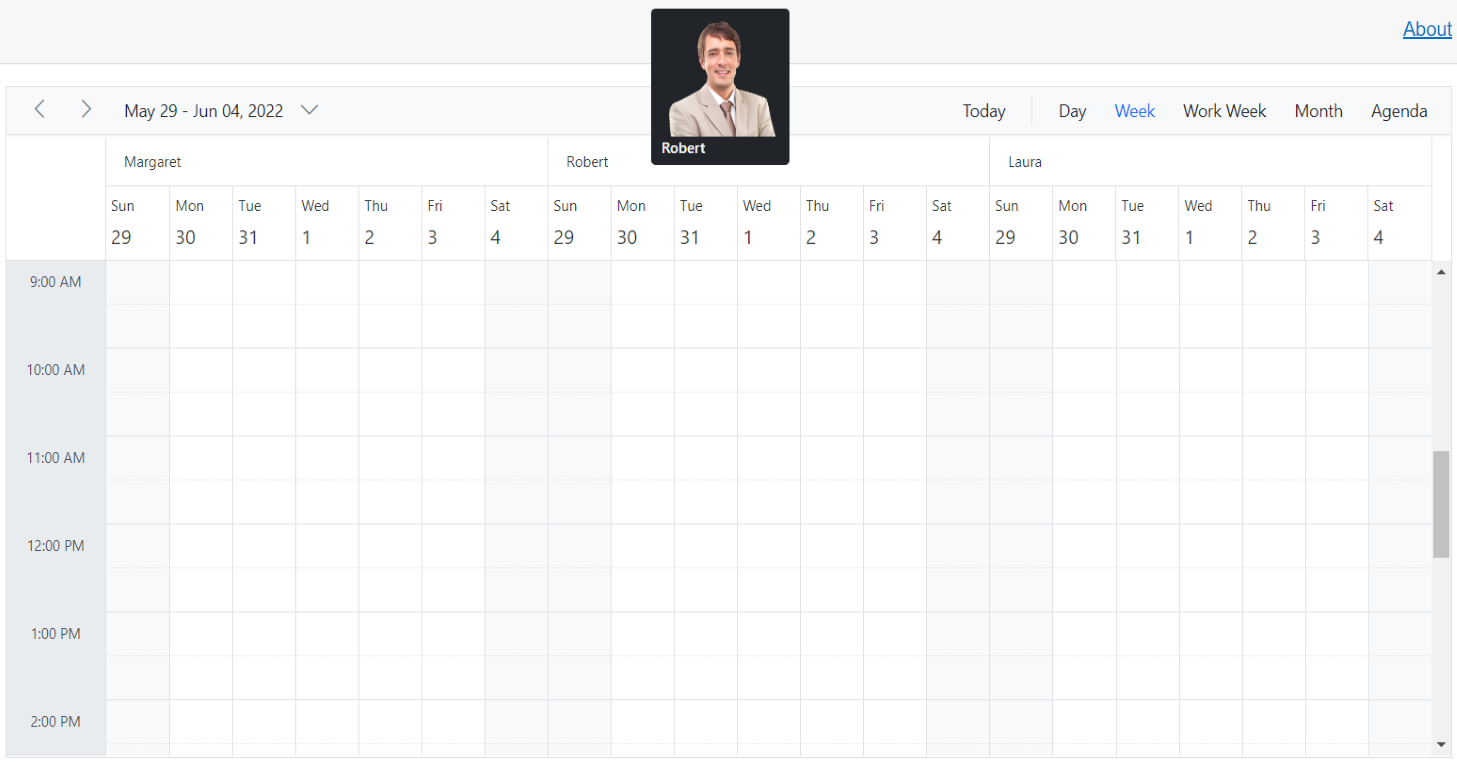 About
May 29 - Jun 04, 2022 Today Day Week Work Week Month Agenda
Robert
Margaret Robert Laura
Sun Mon Tue Wed Thu Fri Sat Sun Mon Tue Wed Thu Fri Sat Sun Mon Tue Wed Thu Fri Sat
29 30 31 1 2 3 4 29 30 31 1 2 3 4 29 30 31 1 2 3 4
9:00 AM
10:00 AM
11:00 AM
12:00 PM
1:00 PM
2:00 PM